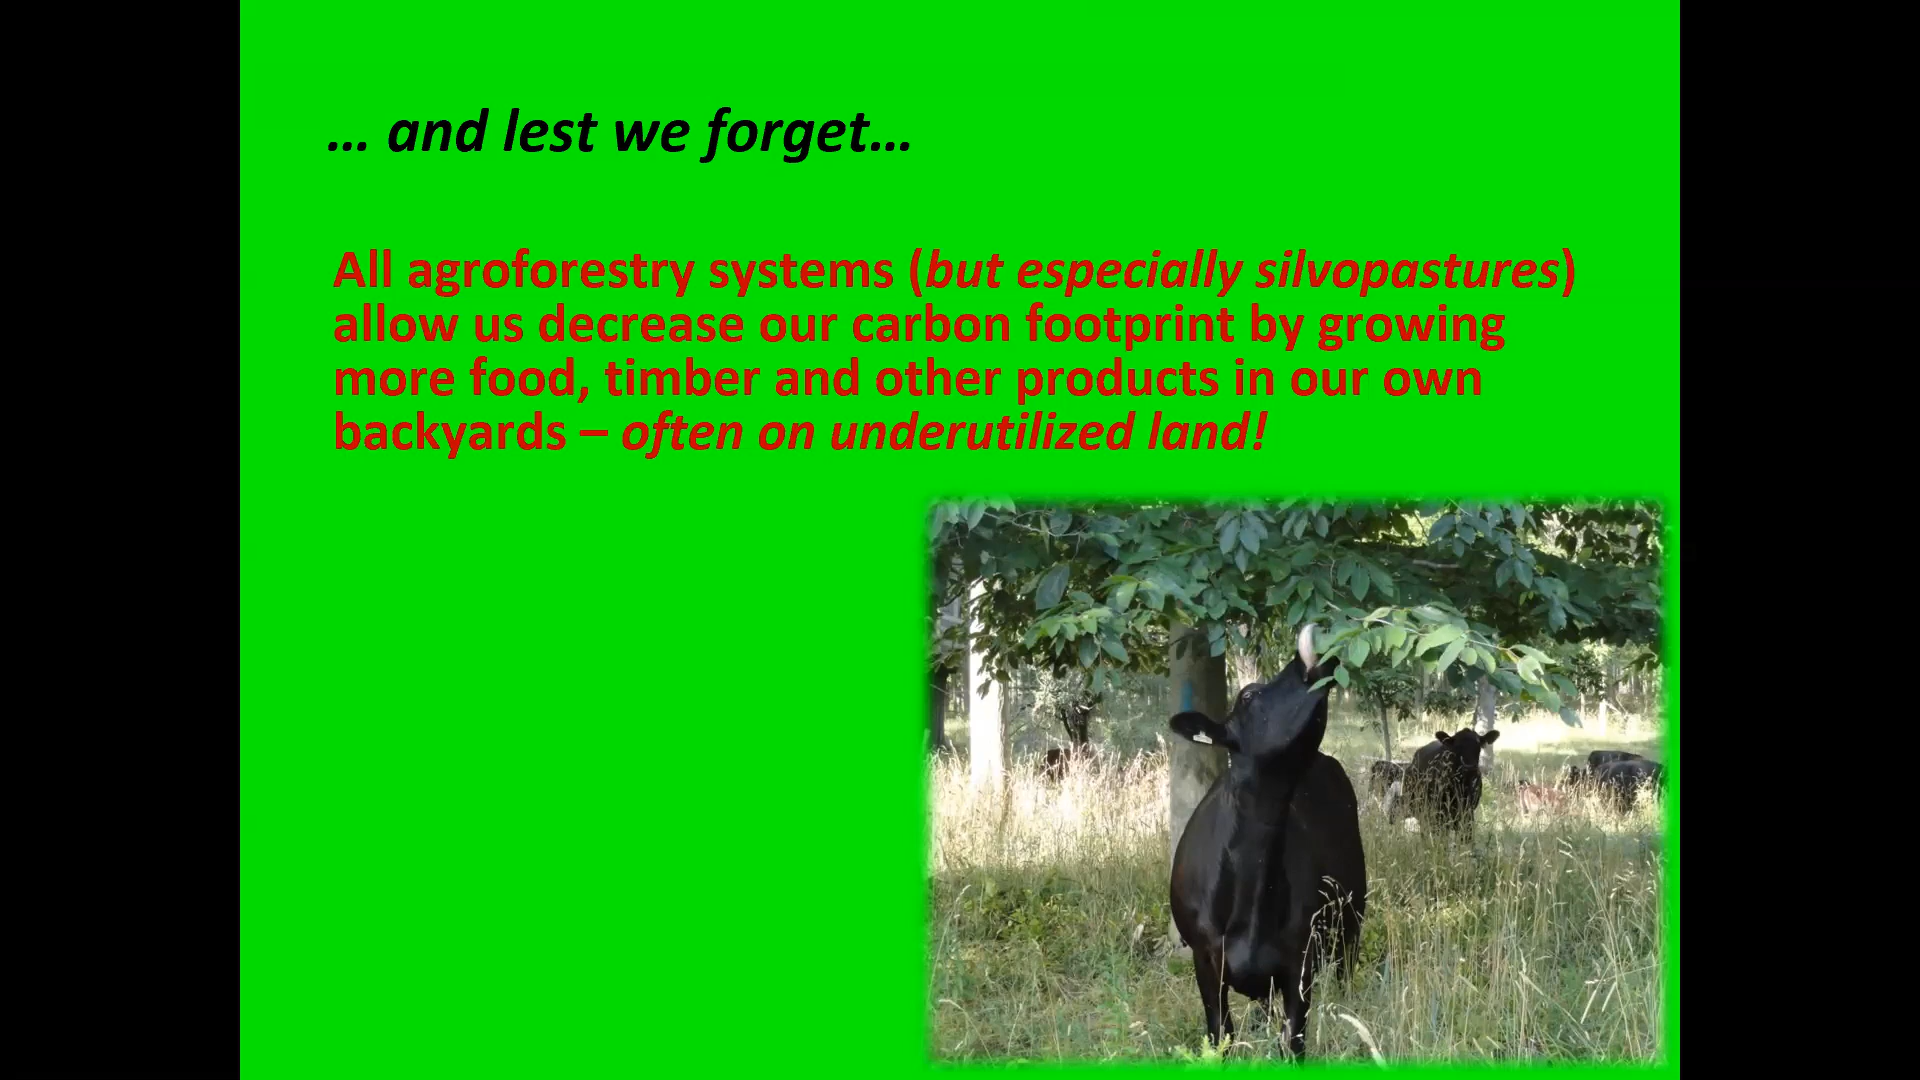 … and lest we forget…
All agroforestry systems (but especially silvopastures)
allow us decrease our carbon footprint by growing
more food, timber and other products in our own
backyards – often on underutilized land!